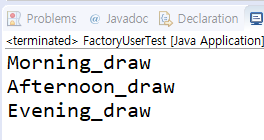 Problems @ Javadoc Declaration
<terminated> FactoryUserTest [Java Application]
Morning_draw
Afternoon_draw
Evening_draw